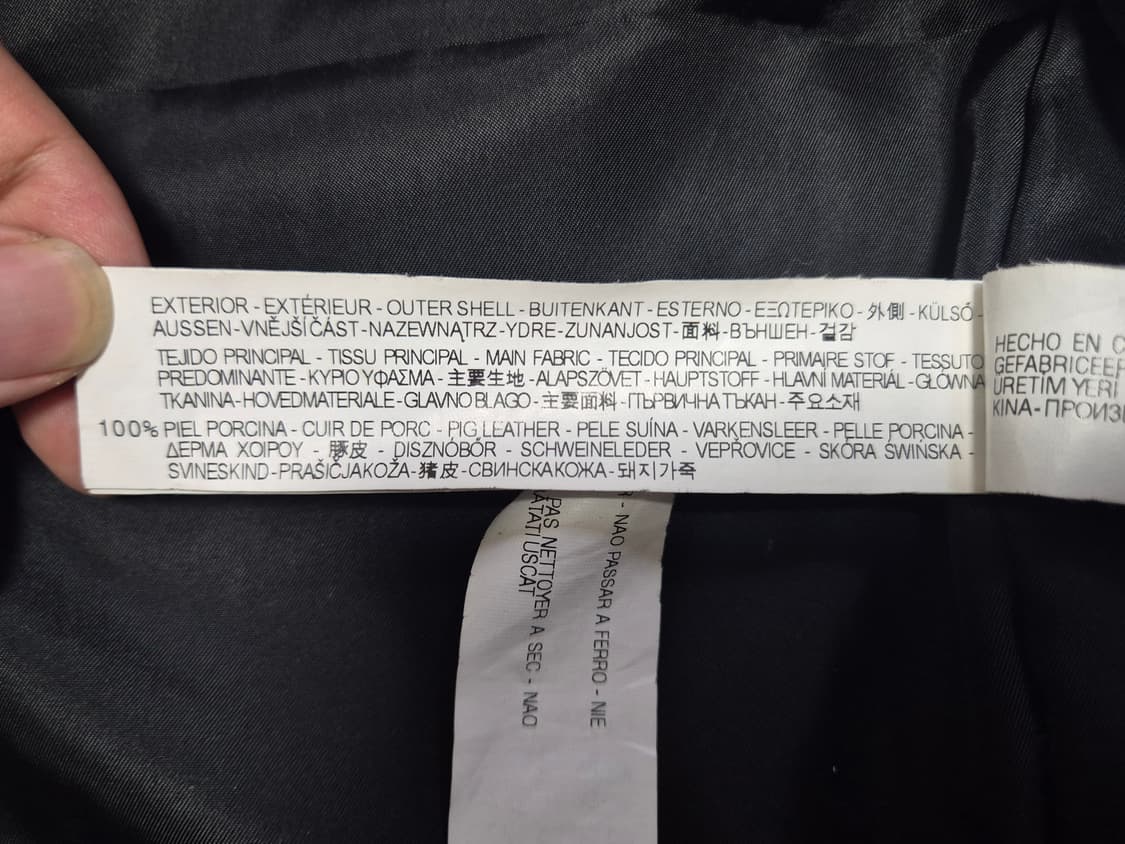 EXTERIOR - EXTÉRIEUR - OUTER SHELL - BUITENKANT - ESTERNO - ΕΞΩΤΕΡΙΚΟ - 外側 - KÜLSŐ -
AUSSEN-VNĚJŠÍ ČÁST-NAZEWNĄTRZ-YDRE-ZUNANJOST-面料-ВЪНШЕН-겉감
TEJIDO PRINCIPAL - TISSU PRINCIPAL - MAIN FABRIC - TECIDO PRINCIPAL - PRIMAIRE STOF - TESSUTO
PREDOMINANTE - ΚΥΡΙΟ ΥΦΑΣΜΑ - 主要生地 - ALAPSZÖVET - HAUPTSTOFF - HLAVNÍ MATERIÁL - GŁÓWNA
TKANINA-HOVEDMATERIALE-GLAVNO BLAGO-主要面料-ПЪРВИЧНА ТЪКАН-주요소재
100% PIEL PORCINA - CUIR DE PORC - PIG LEATHER - PELE SUÍNA - VARKENSLEER - PELLE PORCINA -
ΔΕΡΜΑ ΧΟΙΡΟΥ - 豚皮 - DISZNÓBŐR - SCHWEINELEDER - VEPŘOVICE - SKÓRA ŚWIŃSKA -
SVINESKIND-PRAŠIČJA KOŽA-猪皮-СВИНСКА КОЖА-돼지가죽
HECHO EN C
GEFABRICEER
ÜRETİM YERİ
KINA-ПРОИЗ
- NAO PASSAR A FERRO - NIE
PAS NETTOYER A SEC - NAO
USCAT